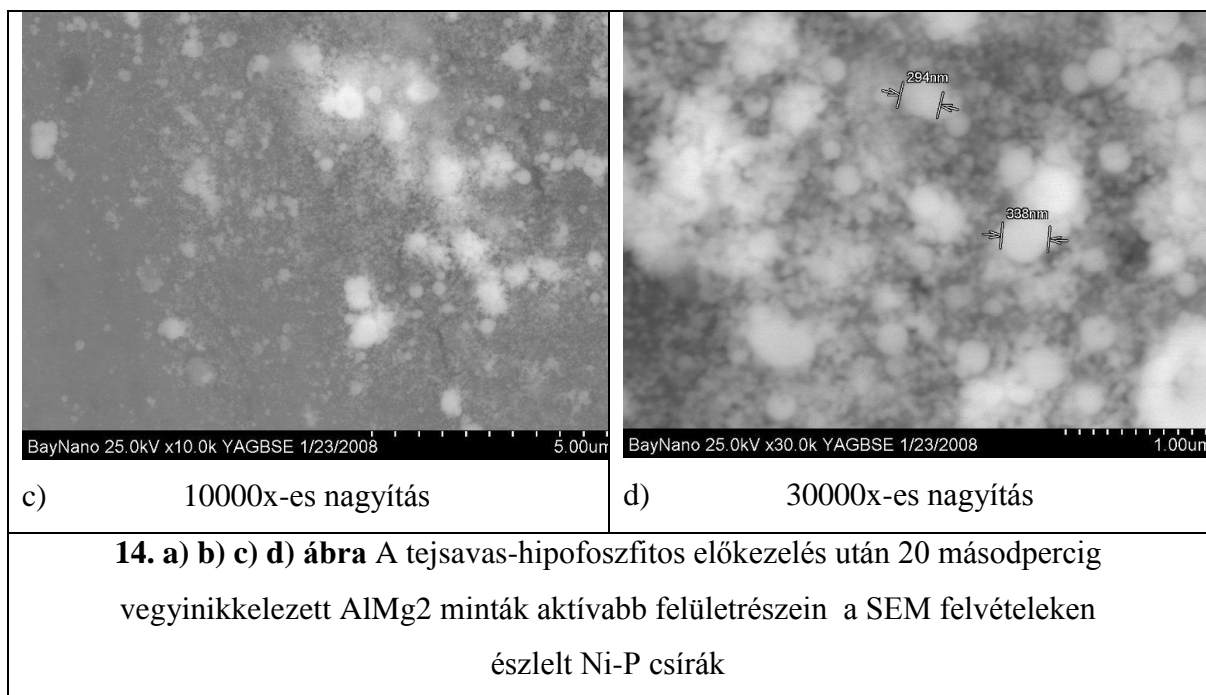 294nm
338nm
BayNano 25.0kV x10.0k YAGBSE 1/23/2008 5.00um
BayNano 25.0kV x30.0k YAGBSE 1/23/2008 1.00um
c) 10000x-es nagyítás
d) 30000x-es nagyítás
14. a) b) c) d) ábra A tejsavas-hipofoszfitos előkezelés után 20 másodpercig
vegyinikkelezett AlMg2 minták aktívabb felületrészein a SEM felvételeken
észlelt Ni-P csírák